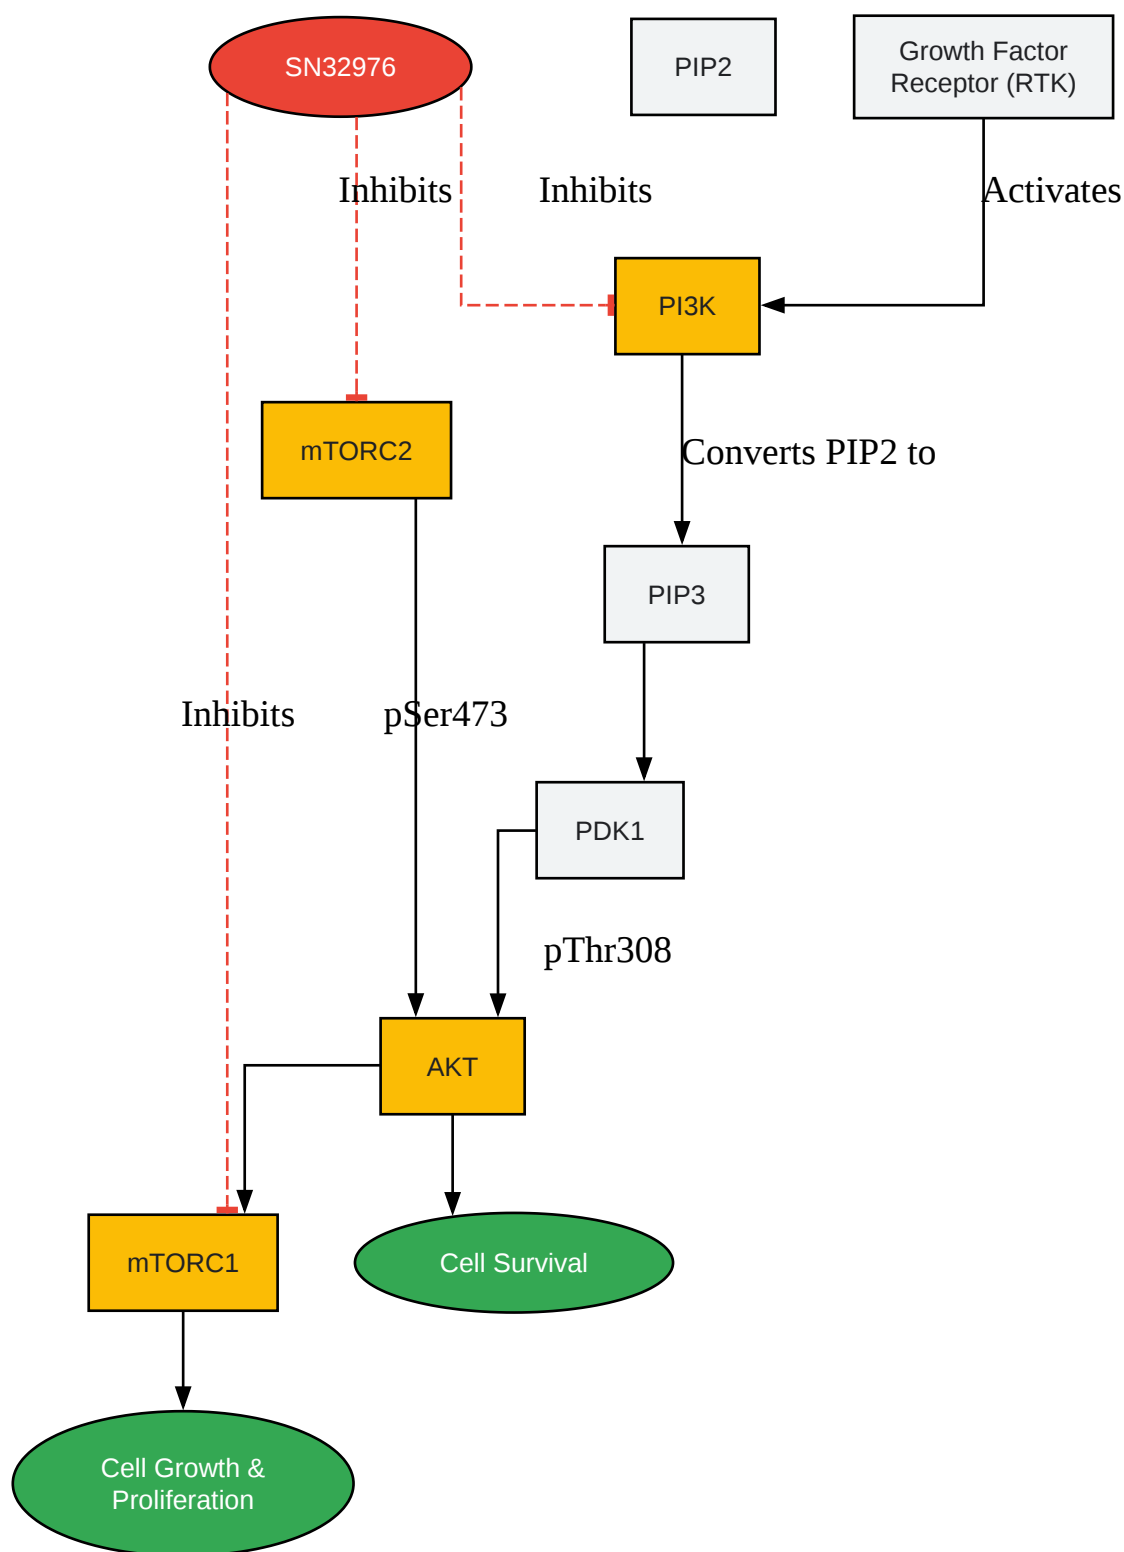 SN32976
PIP2
Growth Factor
Receptor (RTK)
Inhibits
Inhibits
Activates
PI3K
mTORC2
Converts PIP2 to
PIP3
Inhibits
pSer473
PDK1
pThr308
AKT
mTORC1
Cell Survival
Cell Growth &
Proliferation